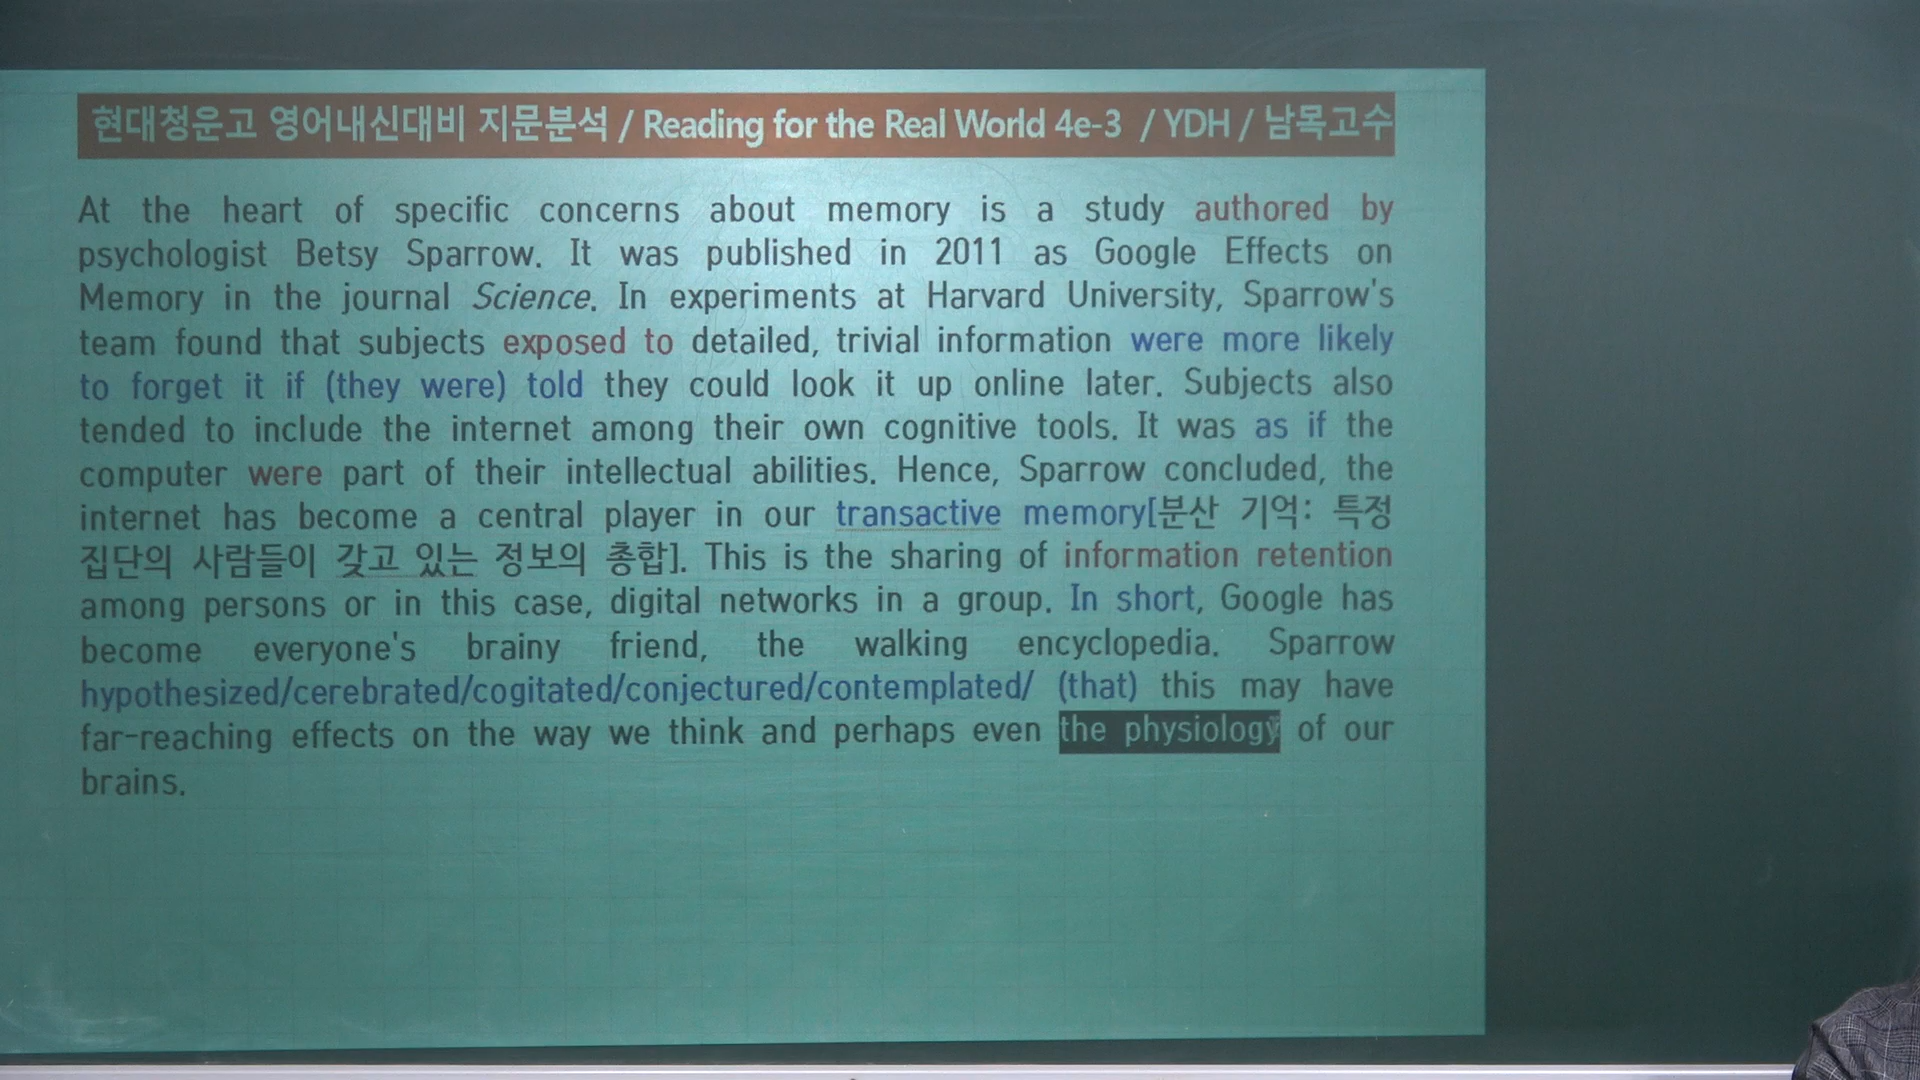 현대청운고 영어내신대비 지문분석 / Reading for the Real World 4e-3 / YDH / 남목고수
At the heart of specific concerns about memory is a study authored by
psychologist Betsy Sparrow. It was published in 2011 as Google Effects on
Memory in the journal Science. In experiments at Harvard University, Sparrow's
team found that subjects exposed to detailed, trivial information were more likely
to forget it if (they were) told they could look it up online later. Subjects also
tended to include the internet among their own cognitive tools. It was as if the
computer were part of their intellectual abilities. Hence, Sparrow concluded, the
internet has become a central player in our transactive memory[분산 기억: 특정
집단의 사람들이 갖고 있는 정보의 총합]. This is the sharing of information retention
among persons or in this case, digital networks in a group. In short, Google has
become everyone's brainy friend, the walking encyclopedia. Sparrow
hypothesized/cerebrated/cogitated/conjectured/contemplated/ (that) this may have
far-reaching effects on the way we think and perhaps even the physiology of our
brains.